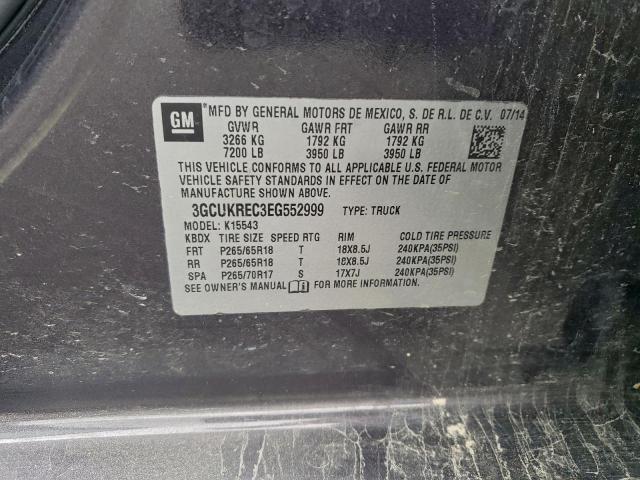 GM *MFD BY GENERAL MOTORS DE MEXICO, S. DE R.L. DE C.V. 07/14
GVWR GAWR FRT GAWR RR
3266 KG 1792 KG 1792 KG
7200 LB 3950 LB 3950 LB
THIS VEHICLE CONFORMS TO ALL APPLICABLE U.S. FEDERAL MOTOR
VEHICLE SAFETY STANDARDS IN EFFECT ON THE DATE OF
MANUFACTURE SHOWN ABOVE.
3GCUKREC3EG552999 TYPE: TRUCK
MODEL: K15543
KBDX TIRE SIZE SPEED RTG RIM COLD TIRE PRESSURE
FRT P265/65R18 T 18X8.5J 240KPA(35PSI)
RR P265/65R18 T 18X8.5J 240KPA(35PSI)
SPA P265/70R17 S 17X7J 240KPA(35PSI)
SEE OWNER'S MANUAL FOR MORE INFORMATION.